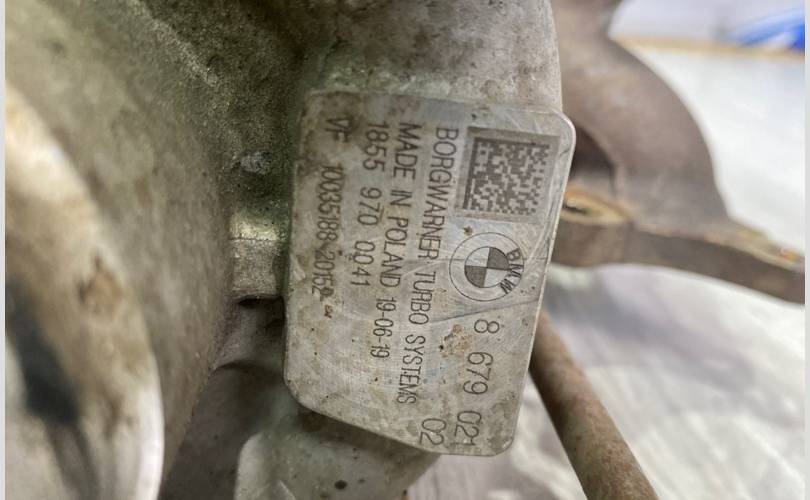 BMW 8 679 021
02
BORGWARNER TURBO SYSTEMS
MADE IN POLAND 19-06-19
1855 970 0041
VF 10035188-20152